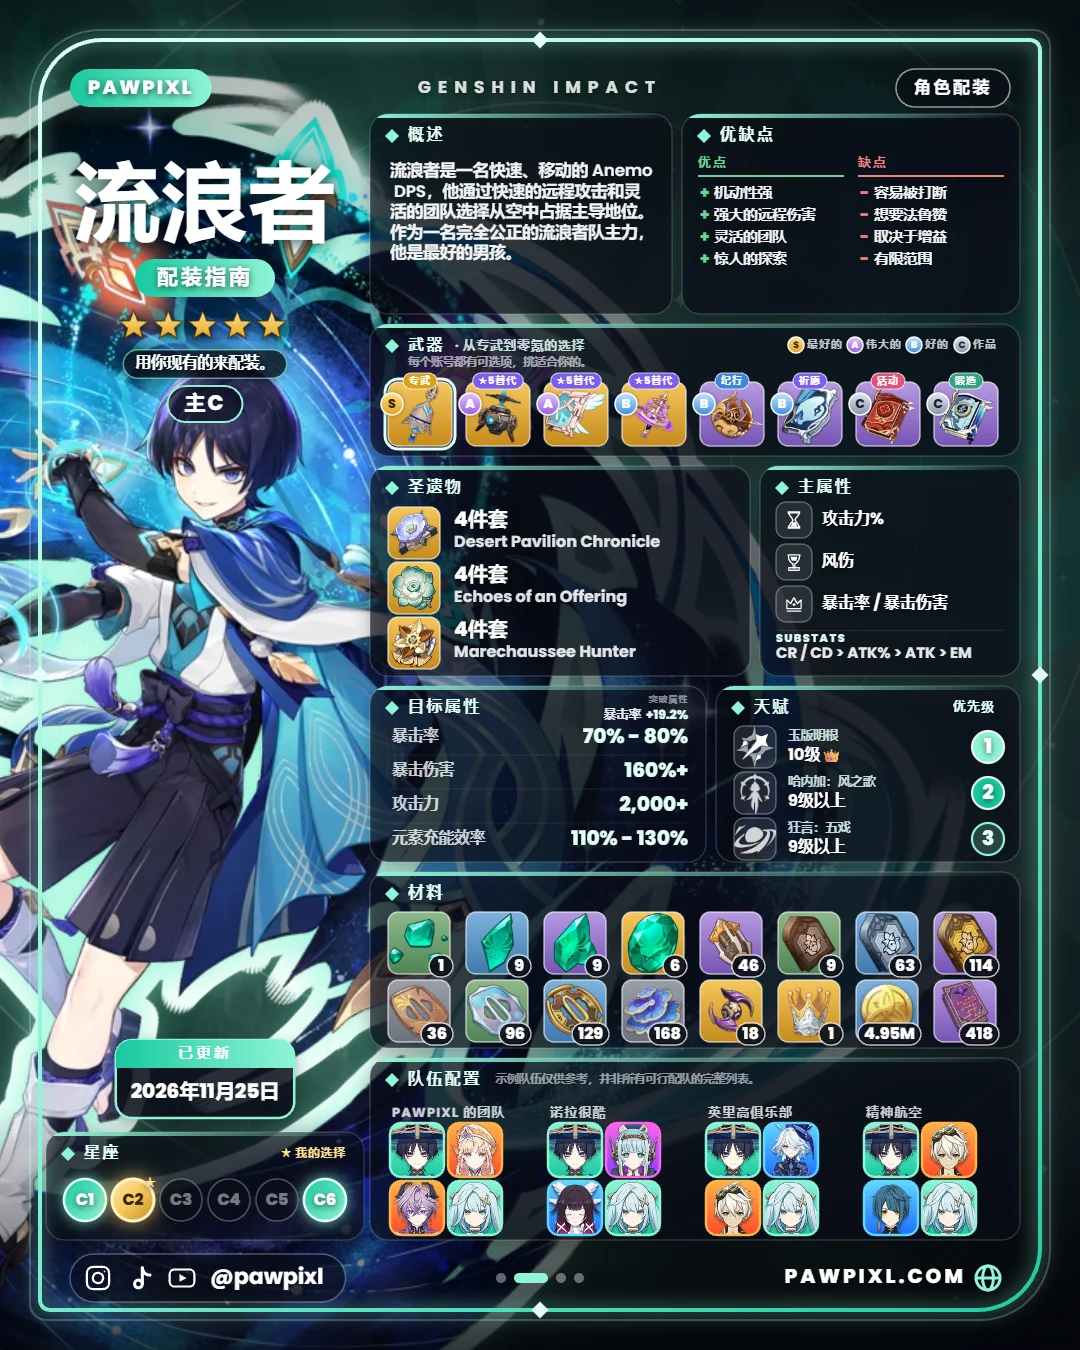 PAWPIXL
GENSHIN IMPACT
角色配装
流浪者
配装指南
用你现有的来配装。
主C
概述
流浪者是一名快速、移动的 Anemo
DPS，他通过快速的远程攻击和灵
活的团队选择从空中占据主导地位。
作为一名完全公正的流浪者队主力，
他是最好的男孩。
优缺点
优点
缺点
+ 机动性强
– 容易被打断
+ 强大的远程伤害
– 想要法角赞
+ 灵活的团队
– 取决于增益
+ 惊人的探索
– 有限范围
武器 · 从专武到零氪的选择
S 最好的 A 伟大的 B 好的 C 作品
每个账号都有可选项，挑适合你的。
专武
★5替代
★5替代
★5替代
纪行
祈愿
活动
锻造
S
A
A
B
B
B
C
C
圣遗物
4件套
Desert Pavilion Chronicle
4件套
Echoes of an Offering
4件套
Marechaussee Hunter
主属性
攻击力%
风伤
暴击率 / 暴击伤害
SUBSTATS
CR / CD > ATK% > ATK > EM
目标属性
突破属性
暴击率 +19.2%
暴击率 70% – 80%
暴击伤害 160%+
攻击力 2,000+
元素充能效率 110% – 130%
天赋
优先级
玉版明根
10级
1
哈内加：风之歌
9级以上
2
狂言：五戏
9级以上
3
材料
1
9
9
6
46
9
63
114
36
96
129
168
18
1
4.95M
418
已更新
2026年11月25日
星座
★ 我的选择
C1
C2
C3
C4
C5
C6
队伍配置 示例队伍仅供参考，并非所有可行配队的完整列表。
PAWPIXL 的团队
诺拉很酷
英里高俱乐部
精神航空
@pawpixl
PAWPIXL.COM